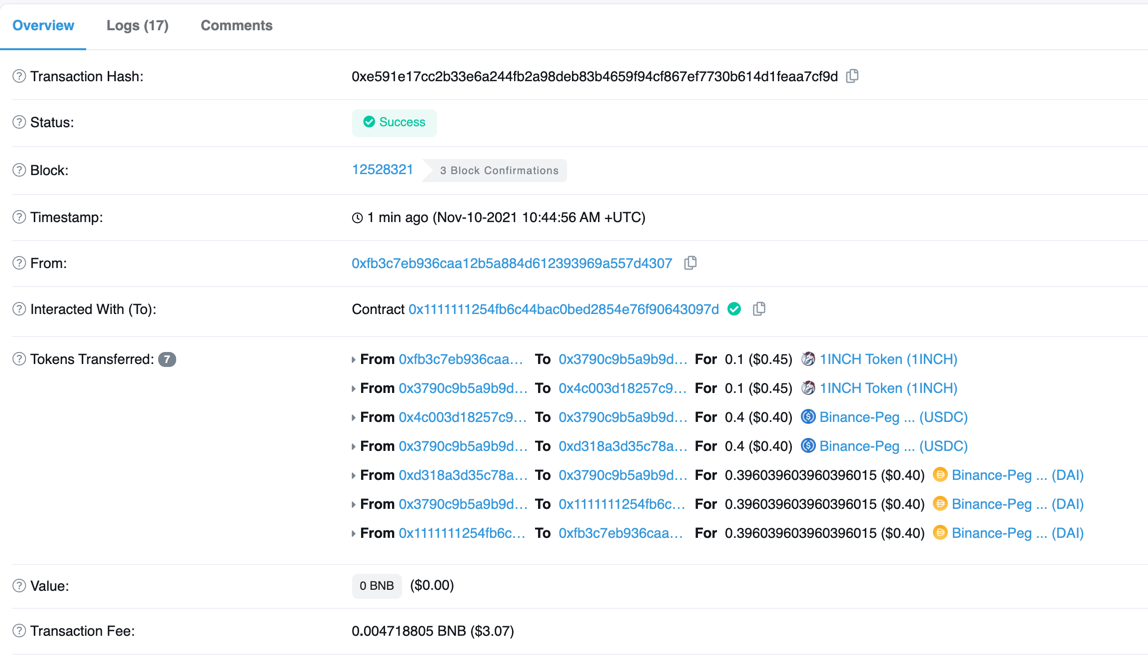 Overview Logs (17) Comments
Transaction Hash: 0xe591e17cc2b33e6a244fb2a98deb83b4659f94cf867ef7730b614d1feaa7cf9d
Status: Success
Block: 12528321 3 Block Confirmations
Timestamp: 1 min ago (Nov-10-2021 10:44:56 AM +UTC)
From: 0xfb3c7eb936caa12b5a884d612393969a557d4307
Interacted With (To): Contract 0x1111111254fb6c44bac0bed2854e76f90643097d
Tokens Transferred: 7 From 0xfb3c7eb936caa... To 0x3790c9b5a9b9d... For 0.1 ($0.45) 1INCH Token (1INCH)
From 0x3790c9b5a9b9d... To 0x4c003d18257c9... For 0.1 ($0.45) 1INCH Token (1INCH)
From 0x4c003d18257c9... To 0x3790c9b5a9b9d... For 0.4 ($0.40) Binance-Peg ... (USDC)
From 0x3790c9b5a9b9d... To 0xd318a3d35c78a... For 0.4 ($0.40) Binance-Peg ... (USDC)
From 0xd318a3d35c78a... To 0x3790c9b5a9b9d... For 0.396039603960396015 ($0.40) Binance-Peg ... (DAI)
From 0x3790c9b5a9b9d... To 0x1111111254fb6c... For 0.396039603960396015 ($0.40) Binance-Peg ... (DAI)
From 0x1111111254fb6c... To 0xfb3c7eb936caa... For 0.396039603960396015 ($0.40) Binance-Peg ... (DAI)
Value: 0 BNB ($0.00)
Transaction Fee: 0.004718805 BNB ($3.07)